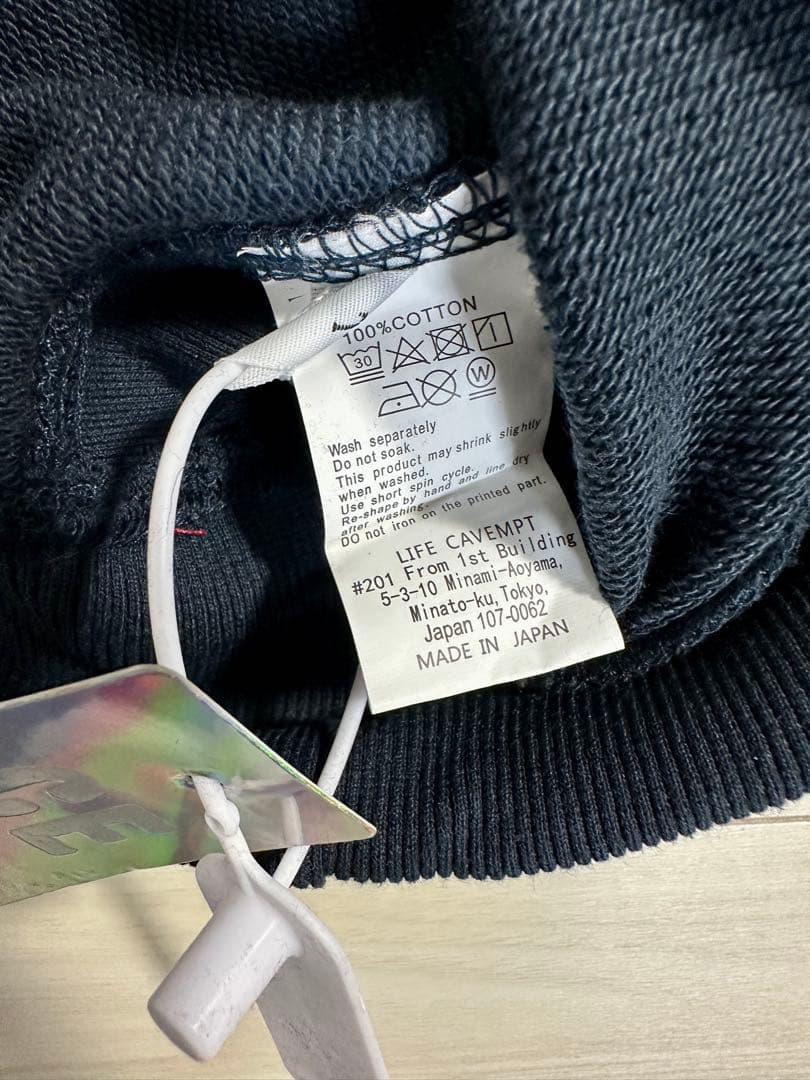 100%COTTON
30
W
Wash separately
Do not soak.
This product may shrink slightly
when washed.
Use short spin cycle.
Re-shape by hand and line dry
after washing.
DO not iron on the printed part.
LIFE CAVEMPT
#201 From 1st Building
5-3-10 Minami-Aoyama,
Minato-ku, Tokyo,
Japan 107-0062
MADE IN JAPAN